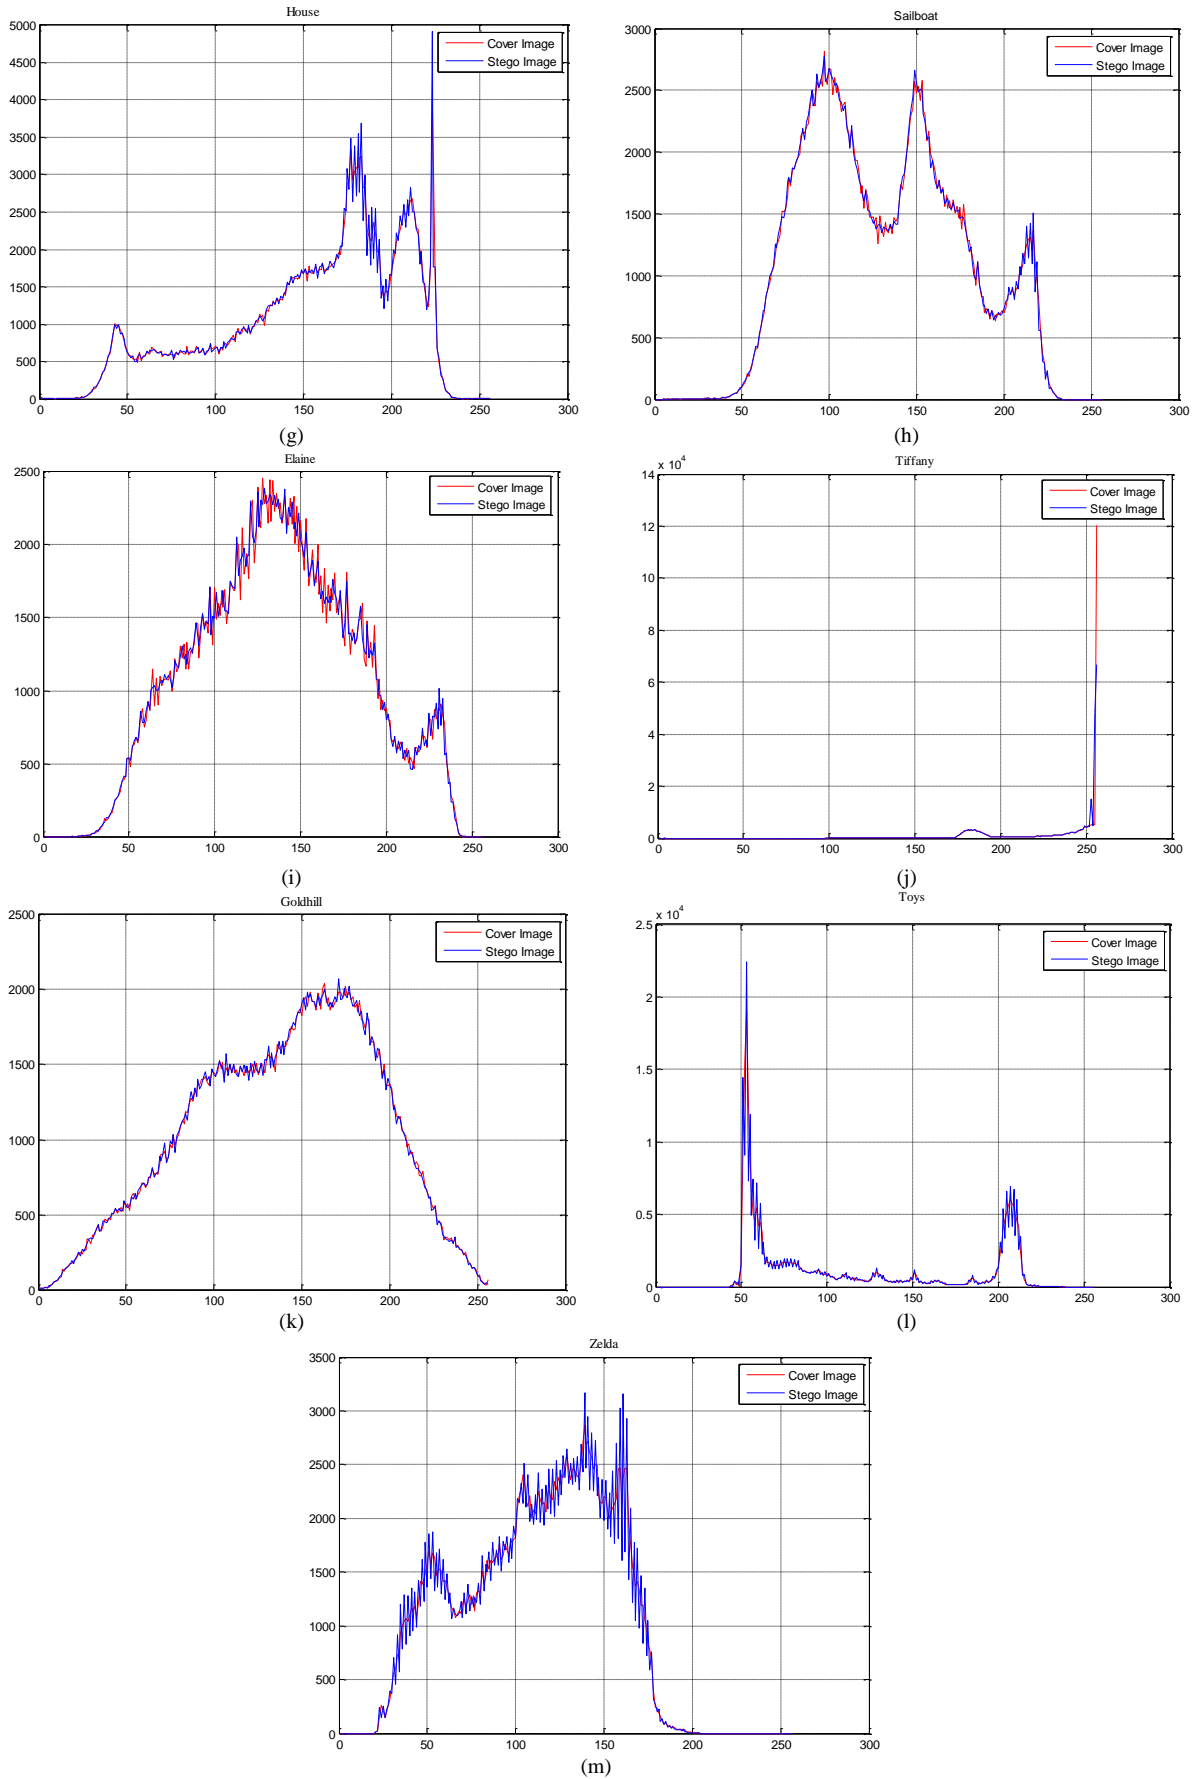 House
5000
4500
4000
3500
3000
2500
2000
1500
1000
500
0
0 50 100 150 200 250 300
Cover Image
Stego Image
(g)
Sailboat
3000
2500
2000
1500
1000
500
0
0 50 100 150 200 250 300
Cover Image
Stego Image
(h)
Elaine
2500
2000
1500
1000
500
0
0 50 100 150 200 250 300
Cover Image
Stego Image
(i)
Tiffany
x 10^4
14
12
10
8
6
4
2
0
0 50 100 150 200 250 300
Cover Image
Stego Image
(j)
Goldhill
2500
2000
1500
1000
500
0
0 50 100 150 200 250 300
Cover Image
Stego Image
(k)
Toys
x 10^4
2.5
2
1.5
1
0.5
0
0 50 100 150 200 250 300
Cover Image
Stego Image
(l)
Zelda
3500
3000
2500
2000
1500
1000
500
0
0 50 100 150 200 250 300
Cover Image
Stego Image
(m)